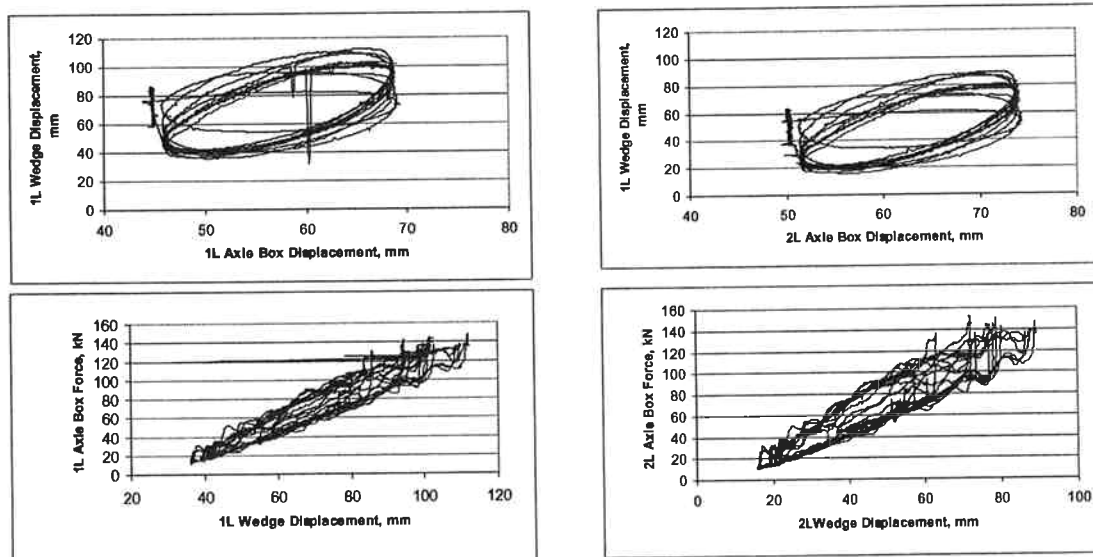 1L Wedge Displacement,
mm
120
100
80
60
40
20
0
40 50 60 70 80
1L Axle Box Displacement, mm
1L Wedge Displacement,
mm
120
100
80
60
40
20
0
40 50 60 70 80
2L Axle Box Displacement, mm
1L Axle Box Force, kN
160
140
120
100
80
60
40
20
0
20 40 60 80 100 120
1L Wedge Displacement, mm
2L Axle Box Force, kN
160
140
120
100
80
60
40
20
0
0 20 40 60 80 100
2LWedge Displacement, mm